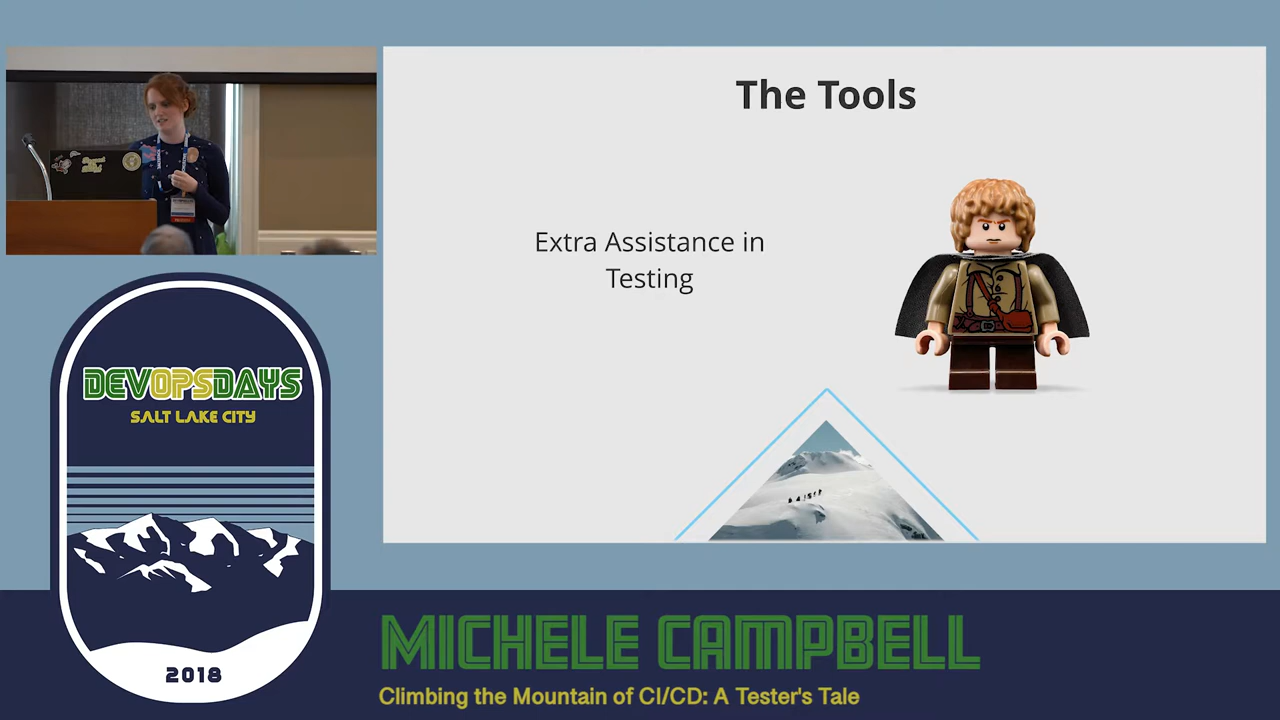 The Tools
Extra Assistance in
Testing
DEVOPSDAYS
SALT LAKE CITY
2018
MICHELE CAMPBELL
Climbing the Mountain of CI/CD: A Tester's Tale